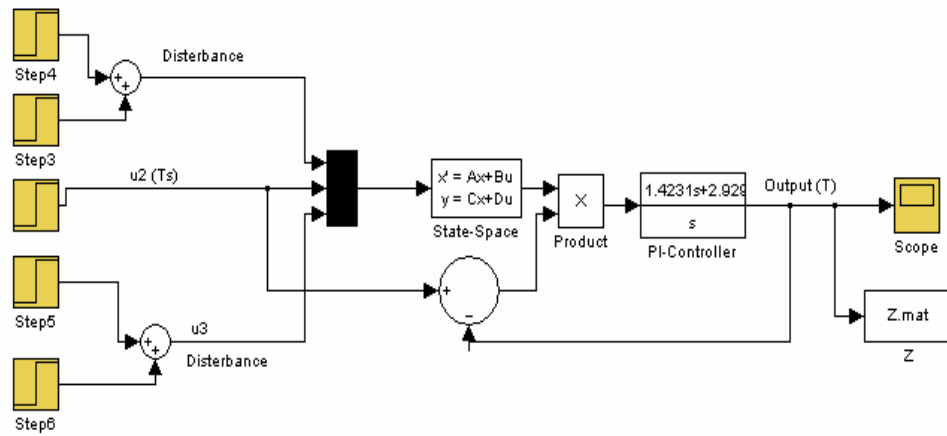 Step4
+
+
Disterbance
Step3
u2 (Ts)
x' = Ax+Bu
y = Cx+Du
State-Space
×
Product
1.4231s+2.929
s
PI-Controller
Output (T)
Scope
Step5
+
−
Z.mat
Z
+
+
u3
Disterbance
Step6